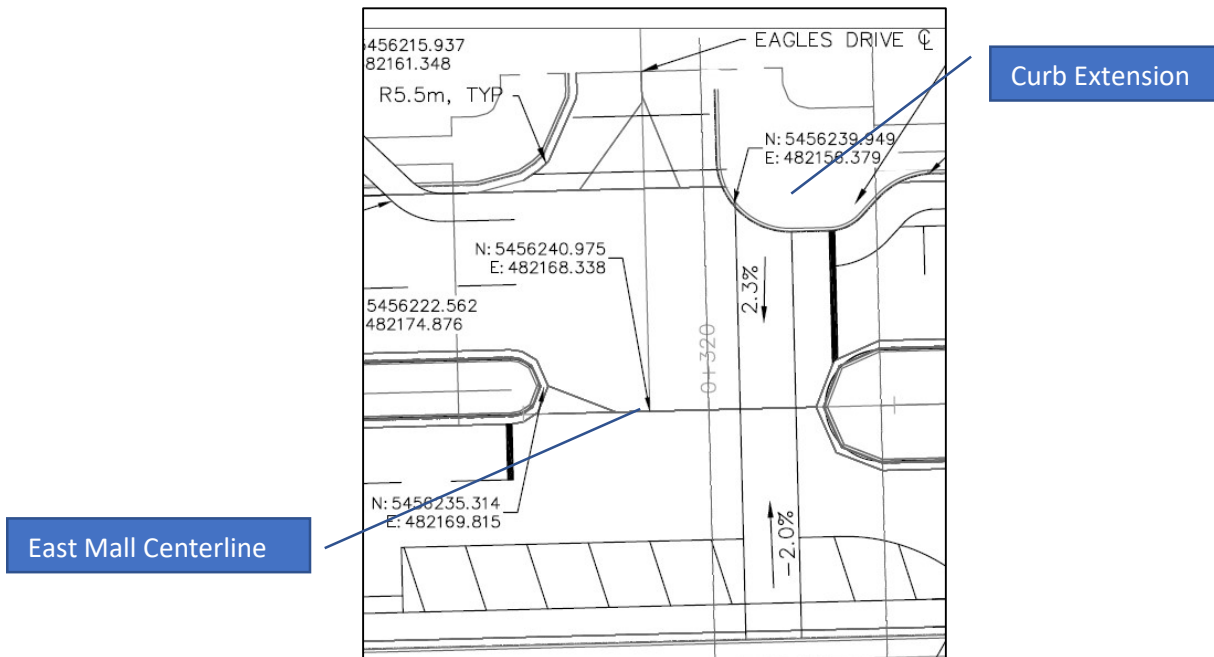 EAGLES DRIVE ℄
5456215.937
482161.348
R5.5m, TYP
Curb Extension
N: 5456239.949
E: 482156.379
N: 5456240.975
E: 482168.338
2.3%
5456222.562
482174.876
0+320
N: 5456235.314
E: 482169.815
-2.0%
East Mall Centerline